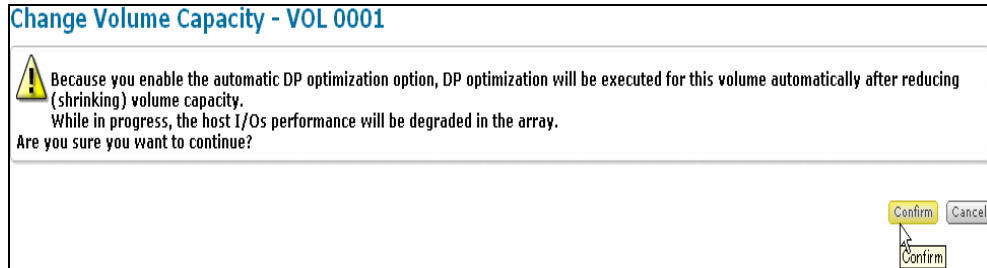 Change Volume Capacity - VOL 0001
Because you enable the automatic DP optimization option, DP optimization will be executed for this volume automatically after reducing
(shrinking) volume capacity.
While in progress, the host I/Os performance will be degraded in the array.
Are you sure you want to continue?
Confirm Cancel
Confirm